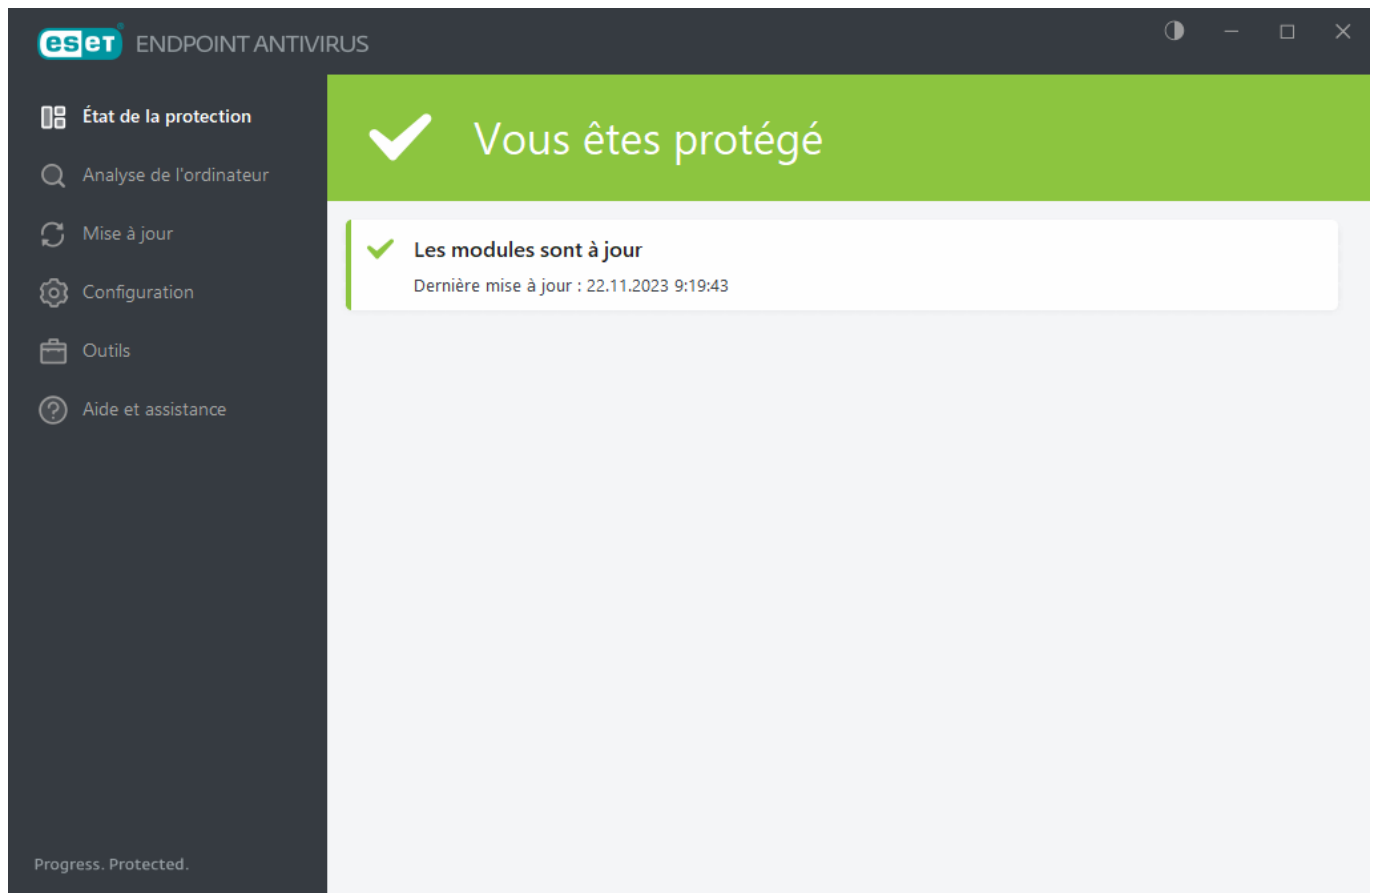 eset ENDPOINT ANTIVIRUS
État de la protection
Analyse de l'ordinateur
Mise à jour
Configuration
Outils
Aide et assistance
Progress. Protected.
Vous êtes protégé
Les modules sont à jour
Dernière mise à jour : 22.11.2023 9:19:43